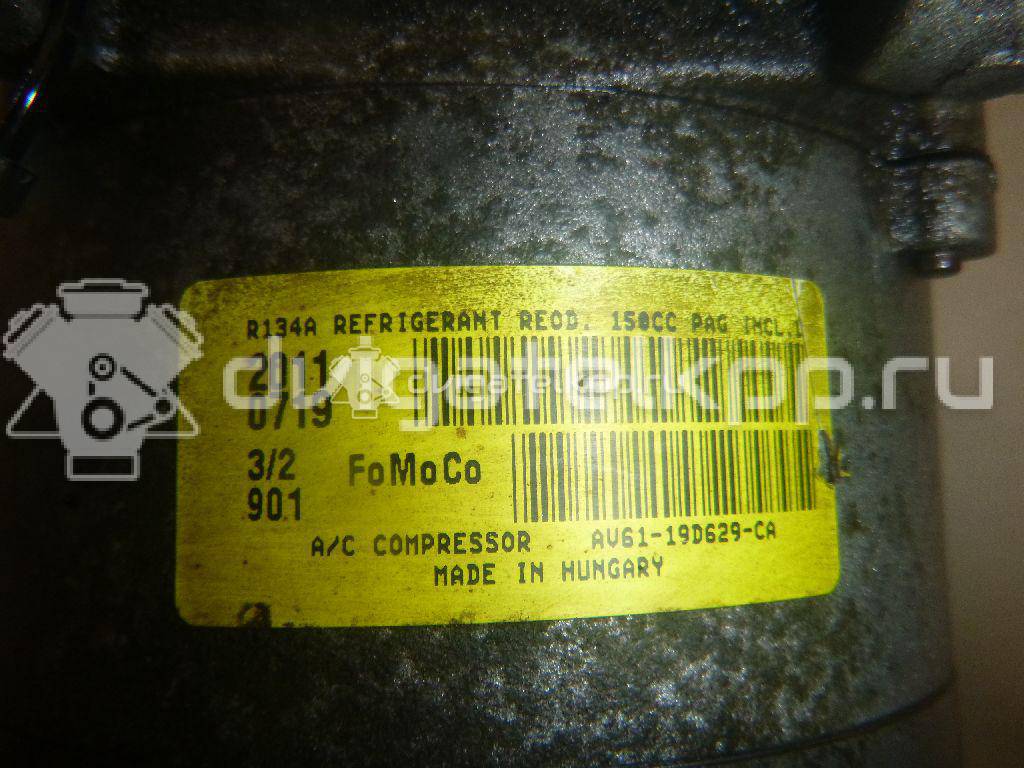 R134A REFRIGERANT REOD. 150CC PAG INCL.
2011
0719
dvigatelkpp.ru
3/2
FoMoCo
901
A/C COMPRESSOR AV61-19D629-CA
MADE IN HUNGARY